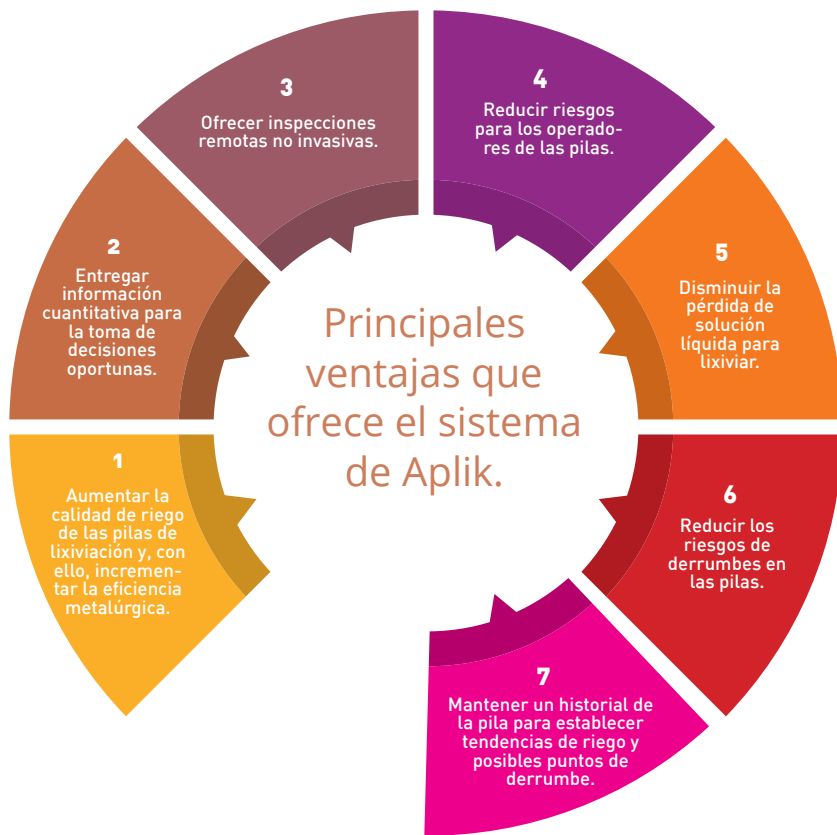 Principales
ventajas que
ofrece el sistema
de Aplik.
1
Aumentar la
calidad de riego
de las pilas de
lixiviación y, con
ello, incremen-
tar la eficiencia
metalúrgica.
2
Entregar
información
cuantitativa para
la toma de
decisiones
oportunas.
3
Ofrecer inspecciones
remotas no invasivas.
4
Reducir riesgos
para los operado-
res de las pilas.
5
Disminuir la
pérdida de
solución
líquida para
lixiviar.
6
Reducir los
riesgos de
derrumbes en
las pilas.
7
Mantener un historial de
la pila para establecer
tendencias de riego y
posibles puntos de
derrumbe.